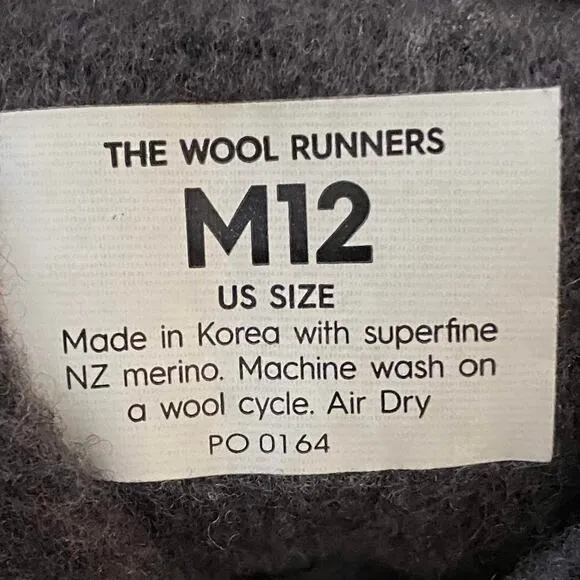 THE WOOL RUNNERS
M12
US SIZE
Made in Korea with superfine
NZ merino. Machine wash on
a wool cycle. Air Dry
PO 0164